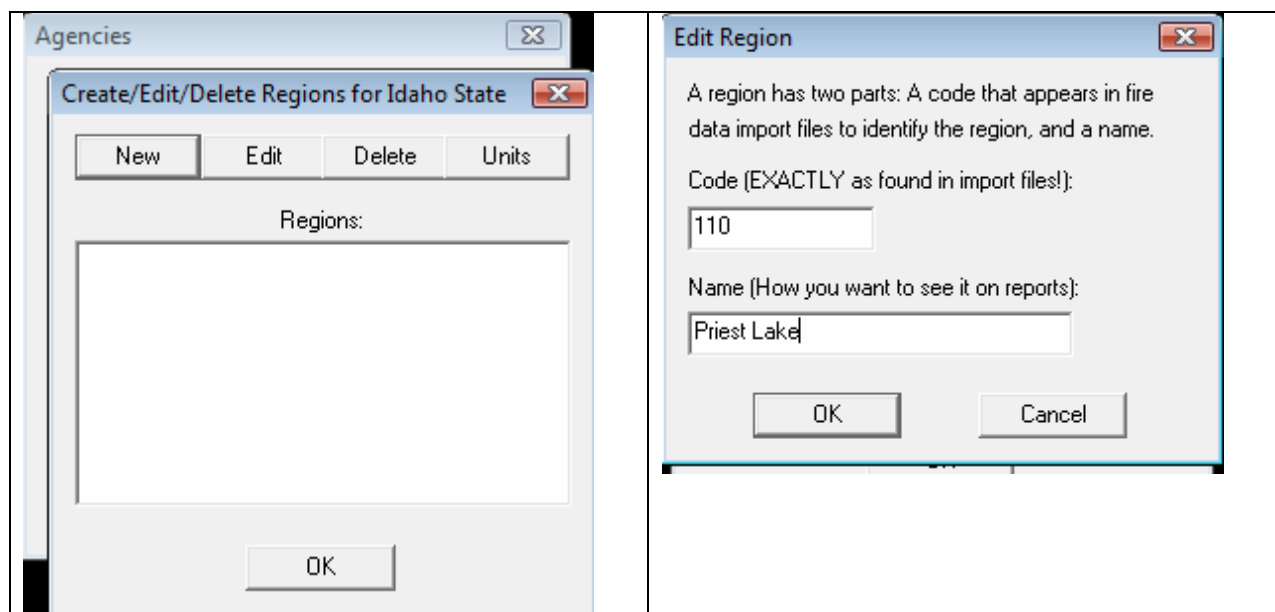 Agencies
Create/Edit/Delete Regions for Idaho State
New Edit Delete Units
Regions:
OK
Edit Region
A region has two parts: A code that appears in fire
data import files to identify the region, and a name.
Code (EXACTLY as found in import files!):
110
Name (How you want to see it on reports):
Priest Lake
OK Cancel